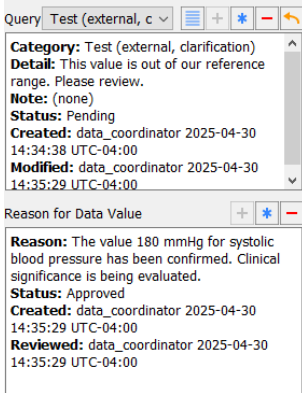 Query Test (external, c
Category: Test (external, clarification)
Detail: This value is out of our reference
range. Please review.
Note: (none)
Status: Pending
Created: data_coordinator 2025-04-30
14:34:38 UTC-04:00
Modified: data_coordinator 2025-04-30
14:35:29 UTC-04:00
Reason for Data Value
Reason: The value 180 mmHg for systolic
blood pressure has been confirmed. Clinical
significance is being evaluated.
Status: Approved
Created: data_coordinator 2025-04-30
14:35:29 UTC-04:00
Reviewed: data_coordinator 2025-04-30
14:35:29 UTC-04:00